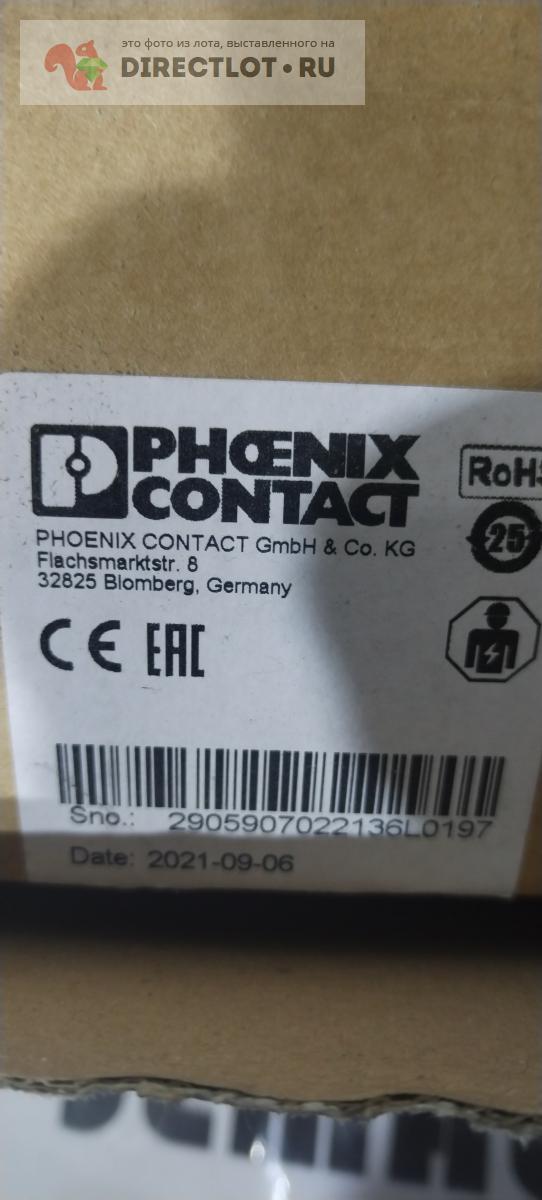 это фото из лота, выставленного на
DIRECTLOT•RU
PHŒNIX
CONTACT
RoHS
25
PHOENIX CONTACT GmbH & Co. KG
Flachsmarktstr. 8
32825 Blomberg, Germany
CE EAC
Sno.: 2905907022136L0197
Date: 2021-09-06